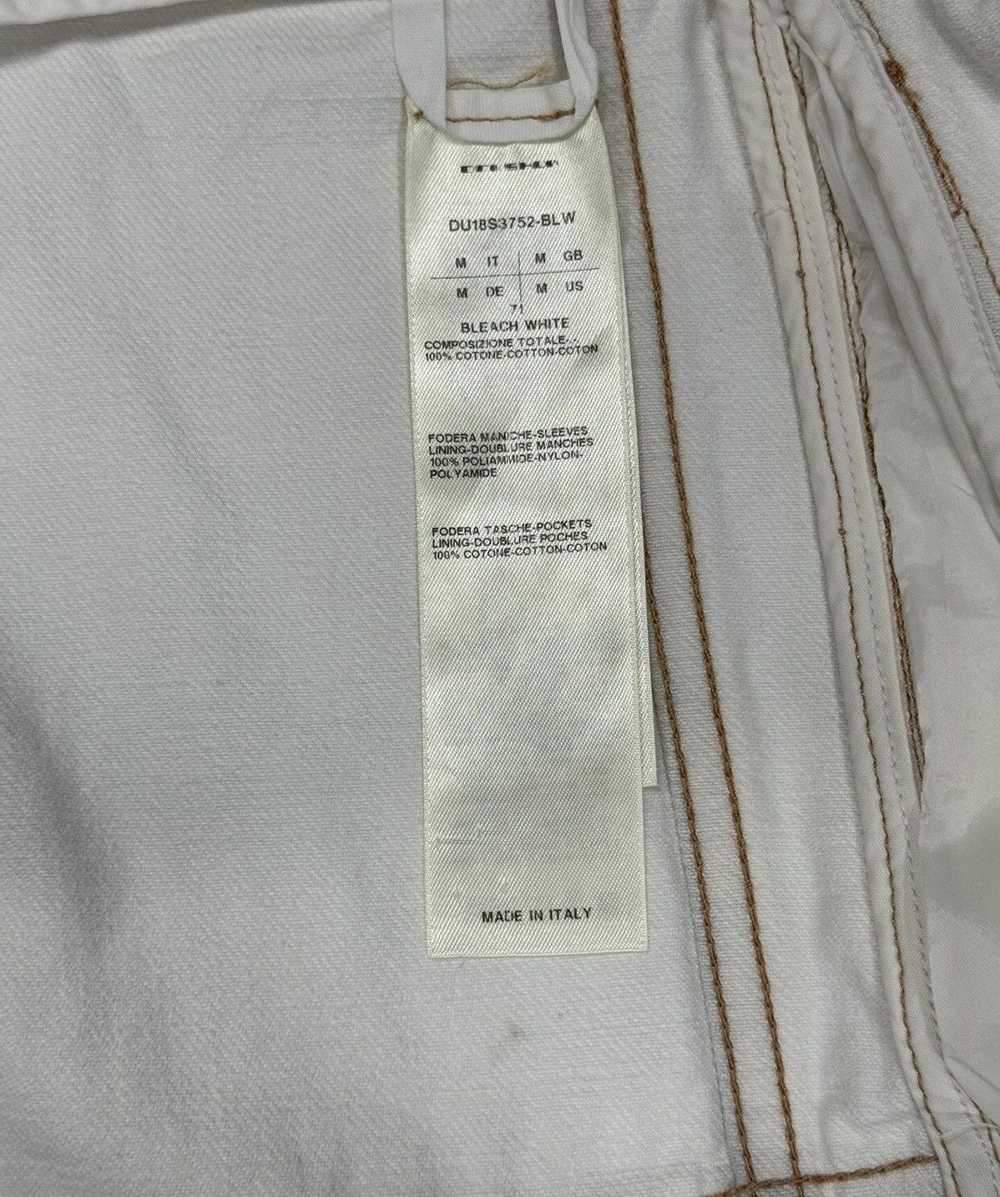 DRKSHDW
DU18S3752-BLW
M IT M GB
M DE M US
71
BLEACH WHITE
COMPOSIZIONE TOTALE-.
100% COTONE-COTTON-COTON
FODERA MANICHE-SLEEVES
LINING-DOUBLURE MANCHES
100% POLIAMMIDE-NYLON-
POLYAMIDE
FODERA TASCHE-POCKETS
LINING-DOUBLURE POCHES
100% COTONE-COTTON-COTON
MADE IN ITALY